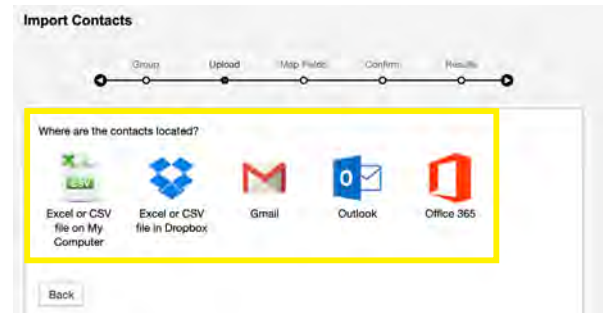 Import Contacts
Group Upload Map Fields Confirm Results
Where are the contacts located?
X
CSV
O
Excel or CSV file on My Computer
Excel or CSV file in Dropbox
Gmail
Outlook
Office 365
Back